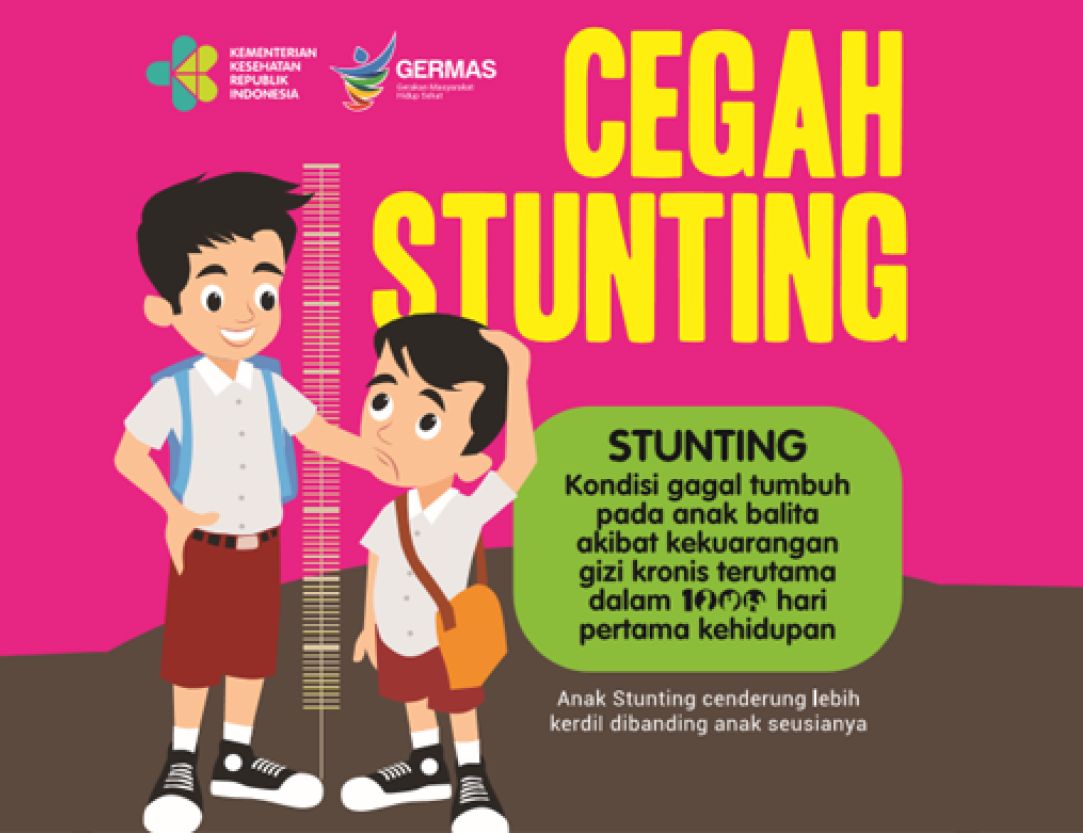 KEMENTERIAN
KESEHATAN
REPUBLIK
INDONESIA
GERMAS
Gerakan Masyarakat
Hidup Sehat
CEGAH
STUNTING
STUNTING
Kondisi gagal tumbuh
pada anak balita
akibat kekuarangan
gizi kronis terutama
dalam 1000 hari
pertama kehidupan
Anak Stunting cenderung lebih
kerdil dibanding anak seusianya